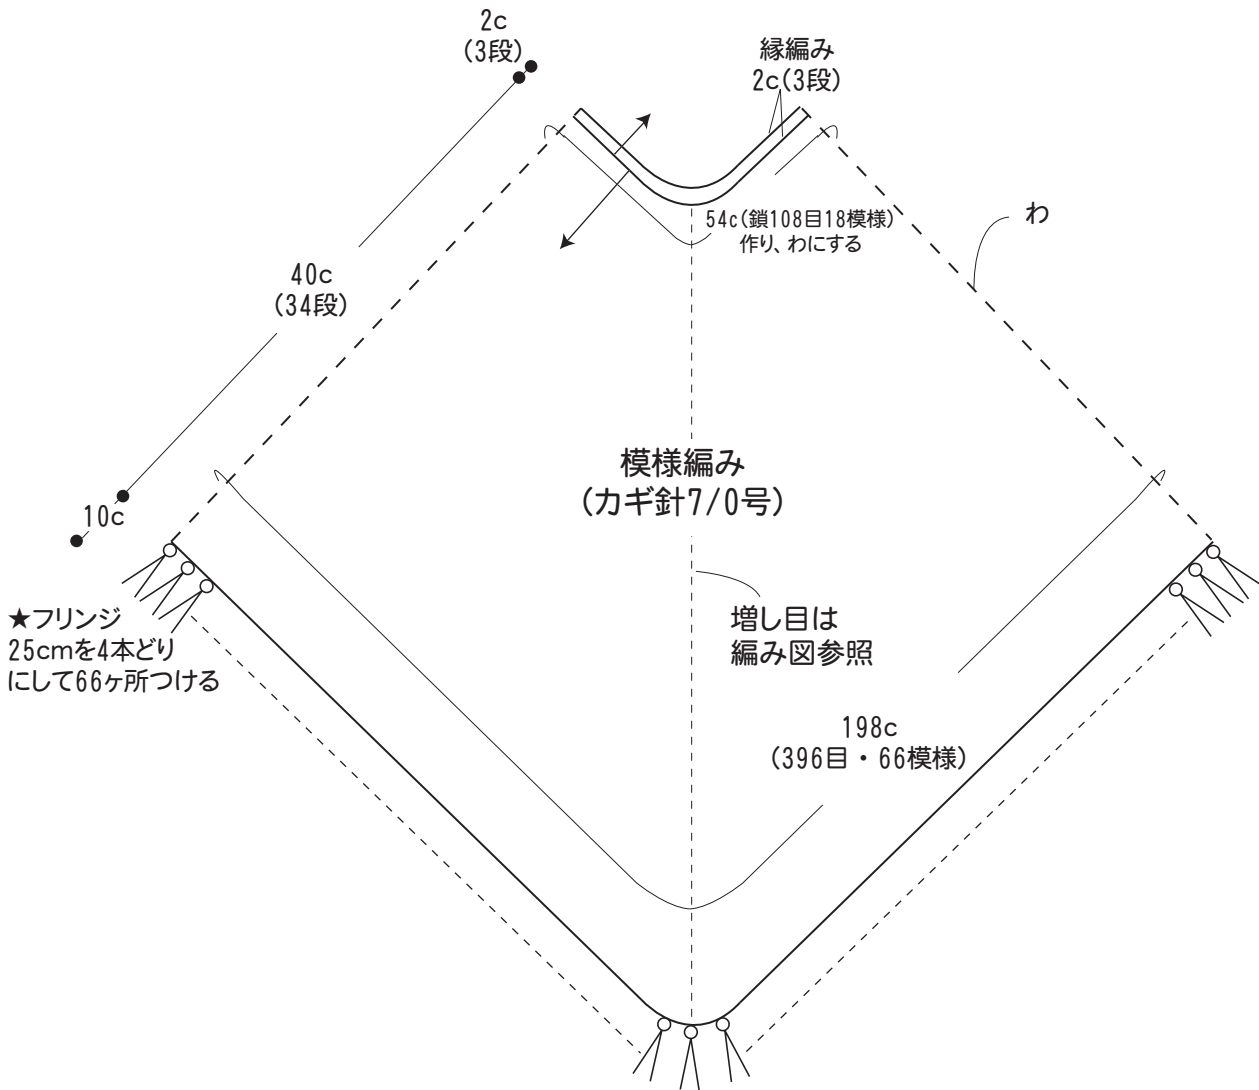 2c
(3段)
縁編み
2c(3段)
54c(鎖108目18模様)
作り、わにする
わ
40c
(34段)
模様編み
(カギ針7/0号)
10c
★フリンジ
25cmを4本どり
にして66ヶ所つける
増し目は
編み図参照
198c
(396目・66模様)